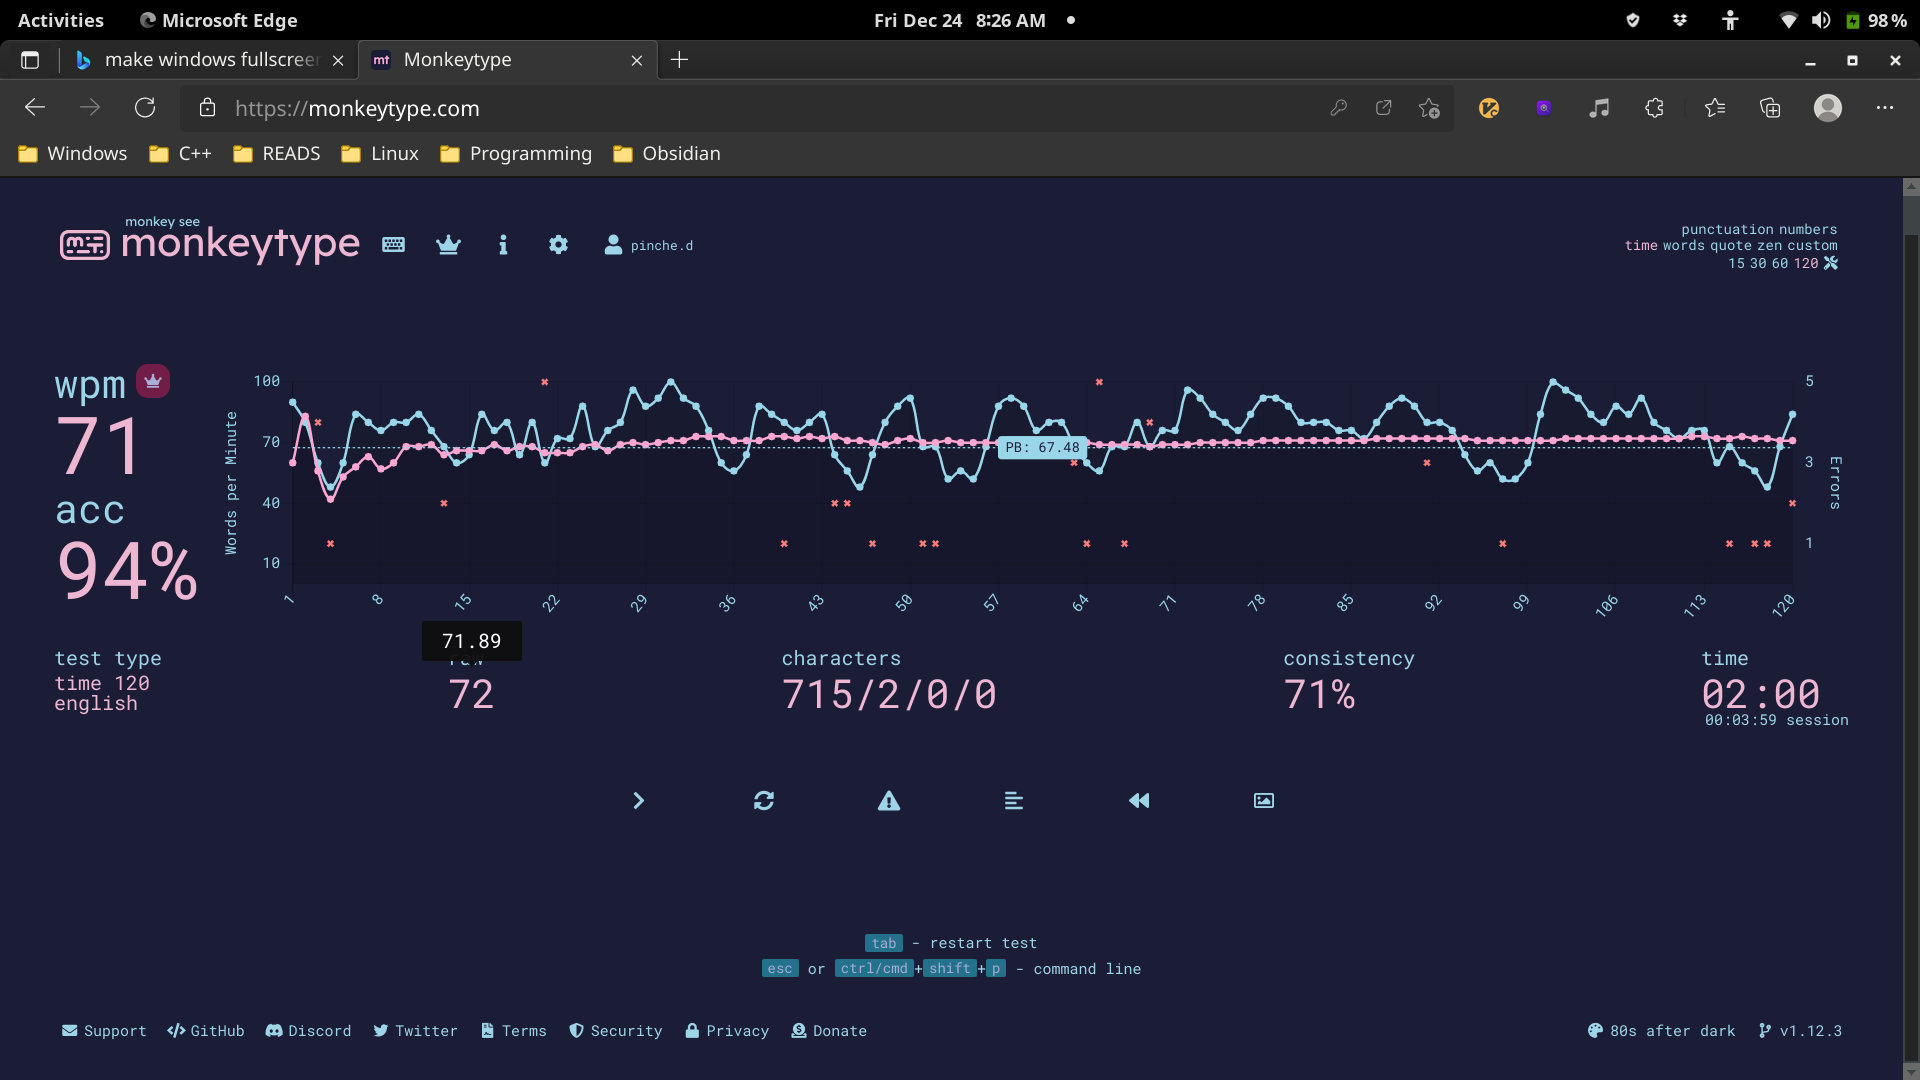 Activities Microsoft Edge Fri Dec 24 8:26 AM 98%
make windows fullscreen Monkeytype
https://monkeytype.com
Windows C++ READS Linux Programming Obsidian
monkey see
monkeytype
pinche.d
punctuation numbers
time words quote zen custom
15 30 60 120
wpm
71
acc
94%
Words per Minute
100
70
40
10
PB: 67.48
5
3
1
Errors
1 8 15 22 29 36 43 50 57 64 71 78 85 92 99 106 113 120
71.89
test type
time 120
english
raw
72
characters
715/2/0/0
consistency
71%
time
02:00
00:03:59 session
tab - restart test
esc or ctrl/cmd+shift+p - command line
Support GitHub Discord Twitter Terms Security Privacy Donate
80s after dark v1.12.3